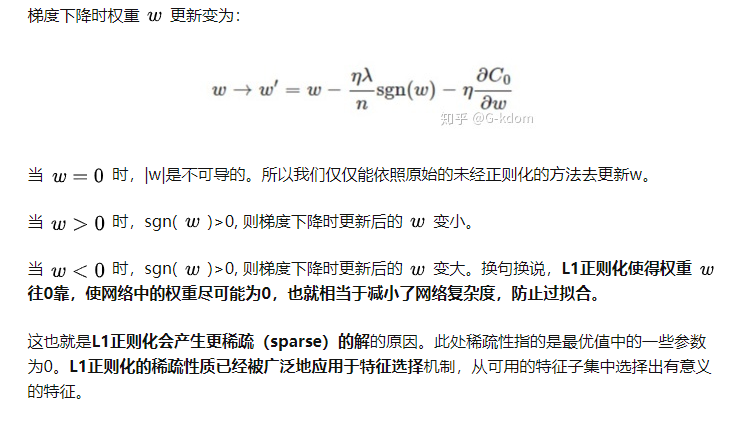 梯度下降时权重 w 更新变为：
w → w′ = w − ηλ/n sgn(w) − η ∂C₀/∂w
知乎 @G-kdom
当 w = 0 时，|w|是不可导的。所以我们仅仅能依照原始的未经正则化的方法去更新w。
当 w > 0 时，sgn( w )>0, 则梯度下降时更新后的 w 变小。
当 w < 0 时，sgn( w )>0, 则梯度下降时更新后的 w 变大。换句换说，L1正则化使得权重 w
往0靠，使网络中的权重尽可能为0，也就相当于减小了网络复杂度，防止过拟合。
这也就是L1正则化会产生更稀疏（sparse）的解的原因。此处稀疏性指的是最优值中的一些参数
为0。L1正则化的稀疏性质已经被广泛地应用于特征选择机制，从可用的特征子集中选择出有意义
的特征。